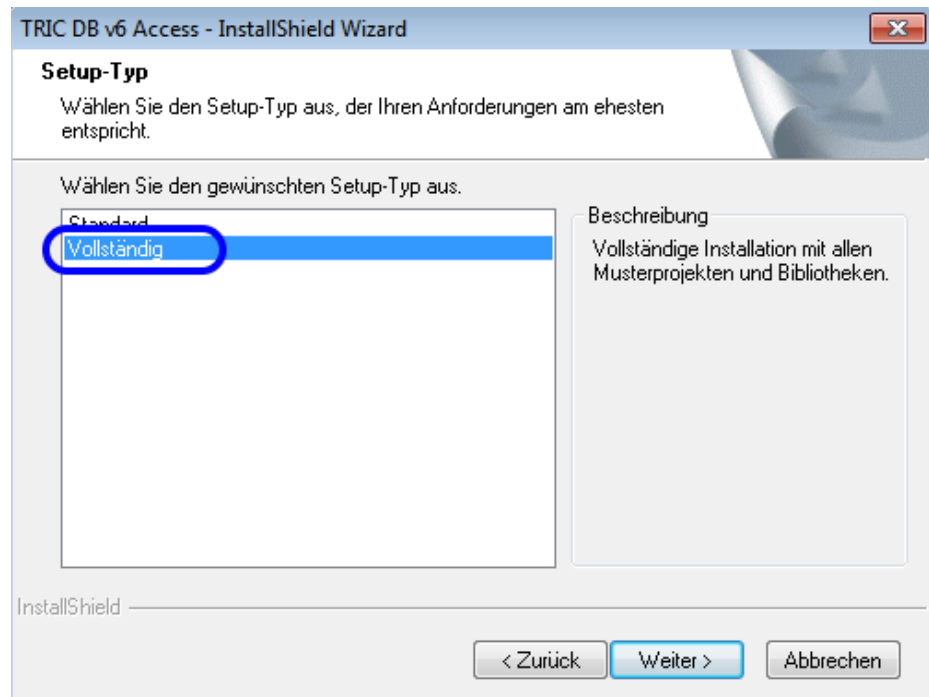 TRIC DB v6 Access - InstallShield Wizard
Setup-Typ
Wählen Sie den Setup-Typ aus, der Ihren Anforderungen am ehesten
entspricht.
Wählen Sie den gewünschten Setup-Typ aus.
Standard
Vollständig
Beschreibung
Vollständige Installation mit allen
Musterprojekten und Bibliotheken.
InstallShield
< Zurück
Weiter >
Abbrechen